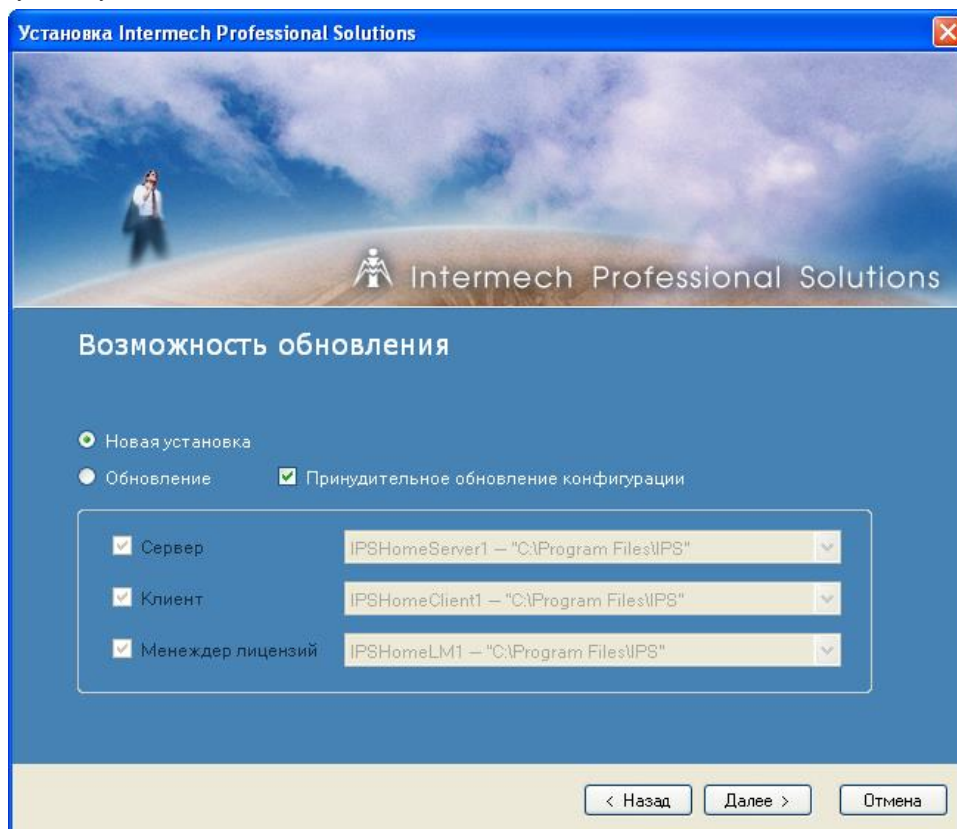 Установка Intermech Professional Solutions
Intermech Professional Solutions
Возможность обновления
Новая установка
Обновление Принудительное обновление конфигурации
Сервер IPSHomeServer1 – "C:\Program Files\IPS"
Клиент IPSHomeClient1 – "C:\Program Files\IPS"
Менеждер лицензий IPSHomeLM1 – "C:\Program Files\IPS"
< Назад Далее > Отмена